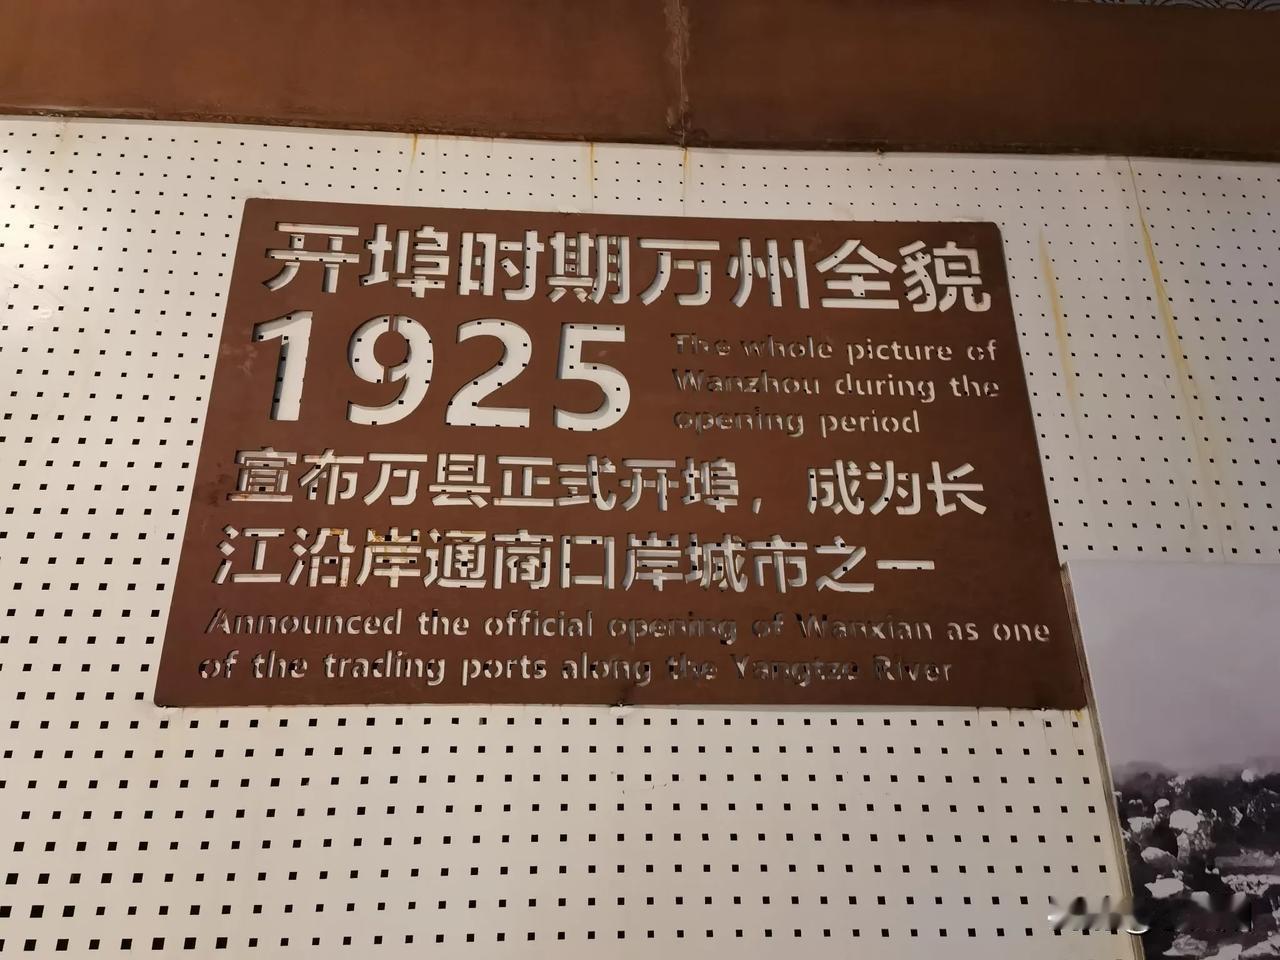 开埠时期万州全貌
1925
The whole picture of
Wanzhou during the
opening period
宣布万县正式开埠，成为长
江沿岸通商口岸城市之一
Announced the official opening of Wanxian as one
of the trading ports along the Yangtze River